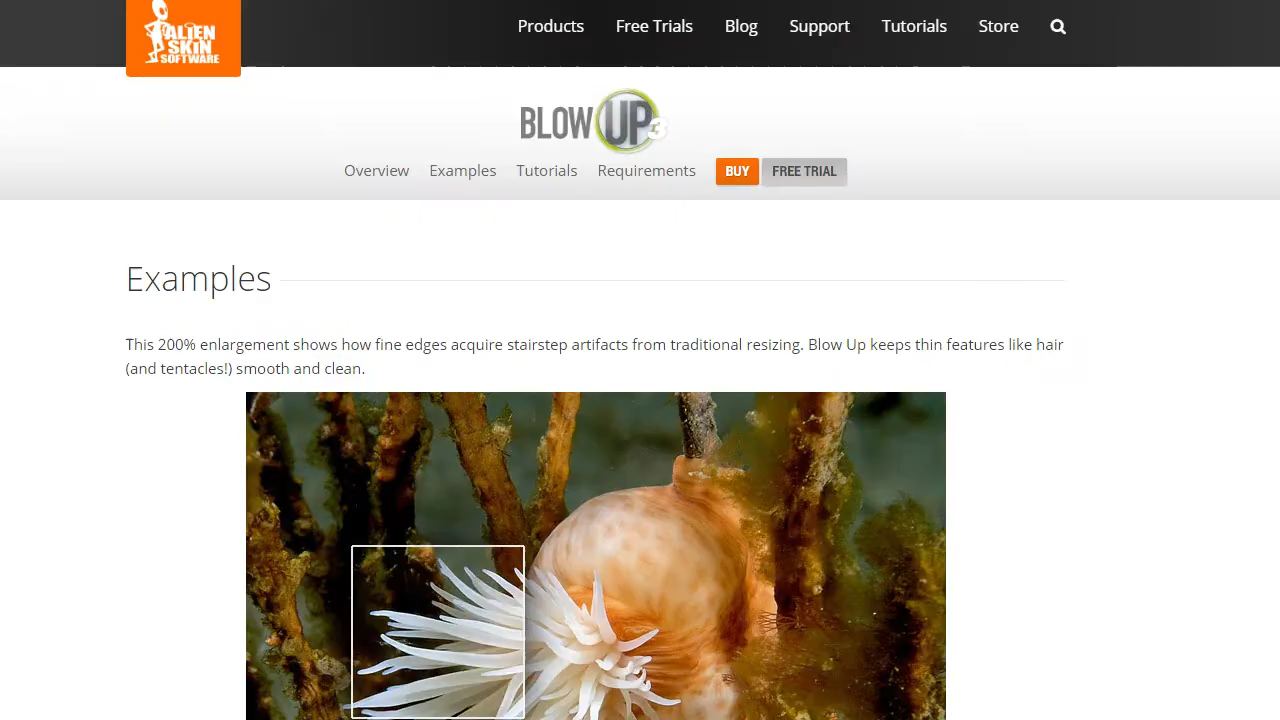 ALIEN
SKIN
SOFTWARE
Products Free Trials Blog Support Tutorials Store
BLOW UP 3
Overview Examples Tutorials Requirements BUY FREE TRIAL
Examples
This 200% enlargement shows how fine edges acquire stairstep artifacts from traditional resizing. Blow Up keeps thin features like hair
(and tentacles!) smooth and clean.